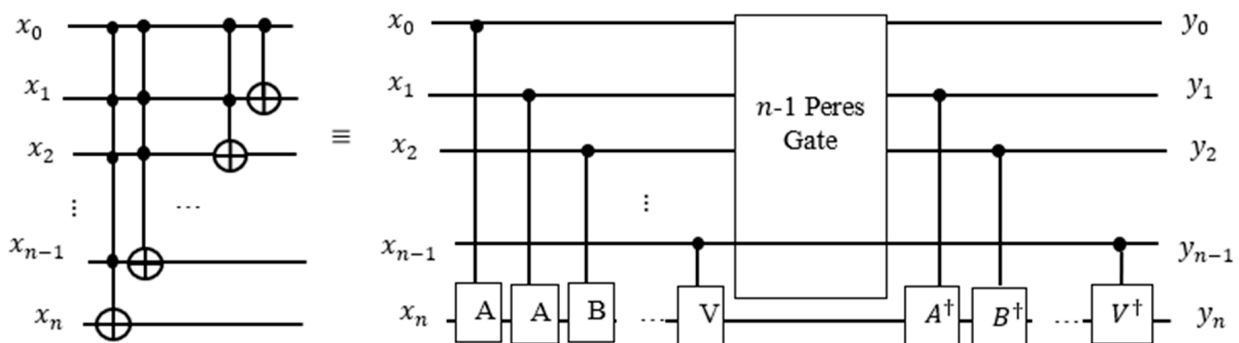 x₀
x₁
x₂
⋮ ⋯
xₙ₋₁
xₙ
≡
x₀ y₀
x₁ n-1 Peres y₁
Gate
x₂ y₂
⋮
xₙ₋₁ yₙ₋₁
xₙ A A B ⋯ V A† B† ⋯ V† yₙ